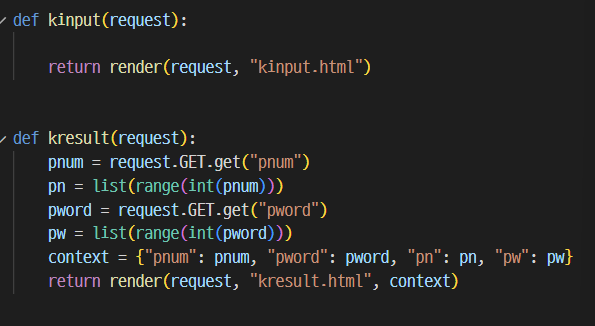 def kinput(request):
return render(request, "kinput.html")
def kresult(request):
pnum = request.GET.get("pnum")
pn = list(range(int(pnum)))
pword = request.GET.get("pword")
pw = list(range(int(pword)))
context = {"pnum": pnum, "pword": pword, "pn": pn, "pw": pw}
return render(request, "kresult.html", context)